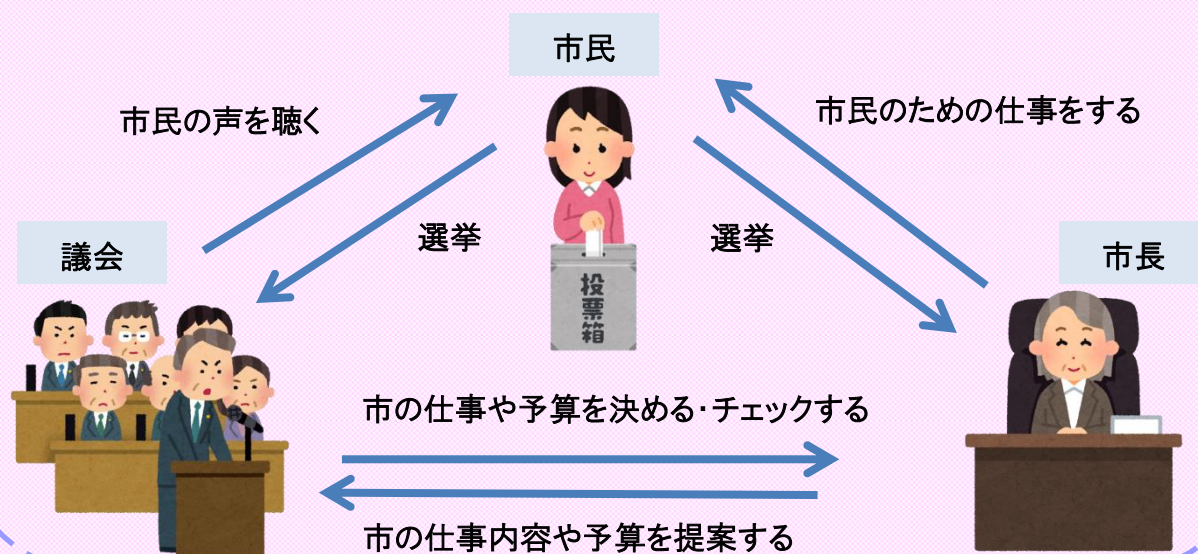 市民
市民の声を聴く
市民のための仕事をする
選挙
選挙
議会
市長
投票箱
市の仕事や予算を決める・チェックする
市の仕事内容や予算を提案する